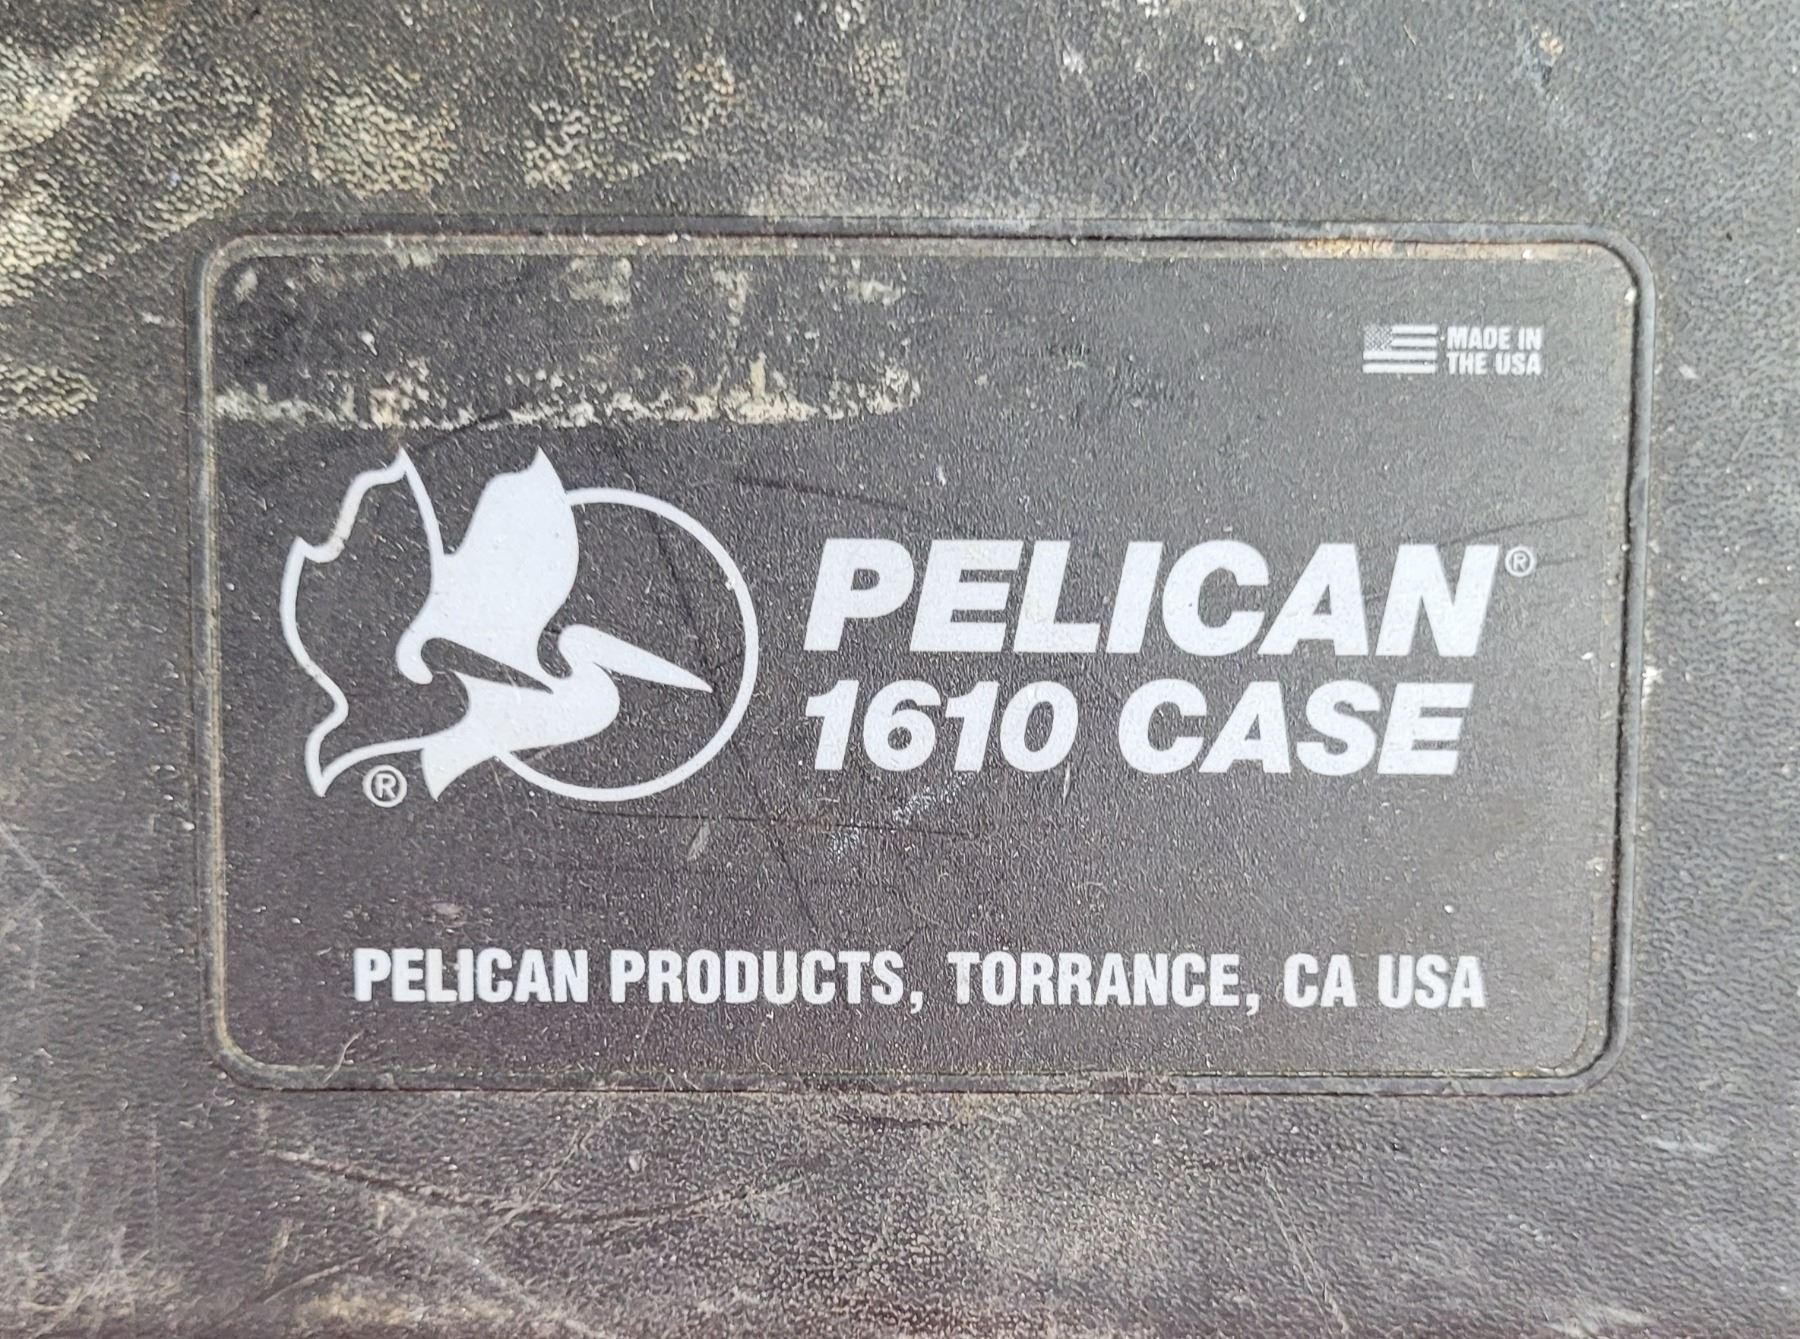 MADE IN
THE USA
PELICAN®
1610 CASE
®
PELICAN PRODUCTS, TORRANCE, CA USA